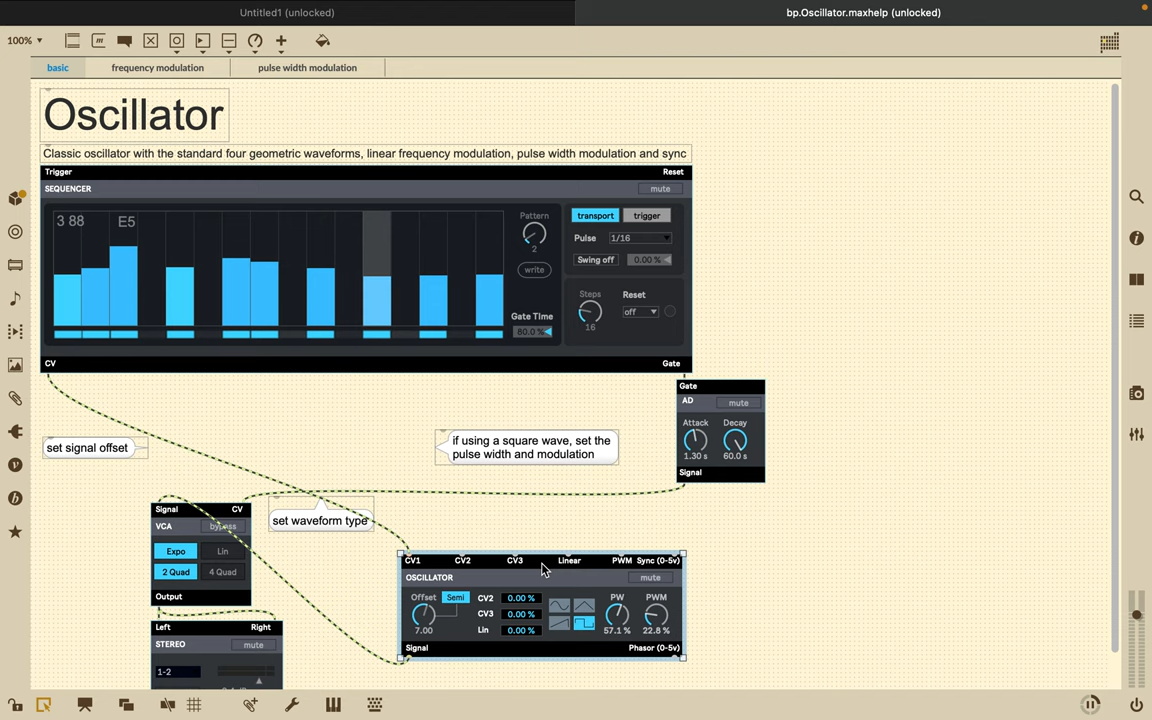 Untitled1 (unlocked)
bp.Oscillator.maxhelp (unlocked)
100%
basic
frequency modulation
pulse width modulation
Oscillator
Classic oscillator with the standard four geometric waveforms, linear frequency modulation, pulse width modulation and sync
Trigger
Reset
SEQUENCER
mute
3 88
E5
Pattern
2
write
Gate Time
80.0 %
transport
trigger
Pulse
1/16
Swing off
0.00 %
Steps
16
Reset
off
CV
Gate
Gate
AD
mute
Attack
Decay
1.30 s
60.0 s
Signal
set signal offset
if using a square wave, set the
pulse width and modulation
set waveform type
Signal
CV
VCA
bypass
Expo
Lin
2 Quad
4 Quad
Output
Left
Right
STEREO
mute
1-2
CV1
CV2
CV3
Linear
PWM
Sync (0-5v)
OSCILLATOR
mute
Offset
Semi
7.00
CV2
0.00 %
CV3
0.00 %
Lin
0.00 %
PW
PWM
57.1 %
22.8 %
Signal
Phasor (0-5v)